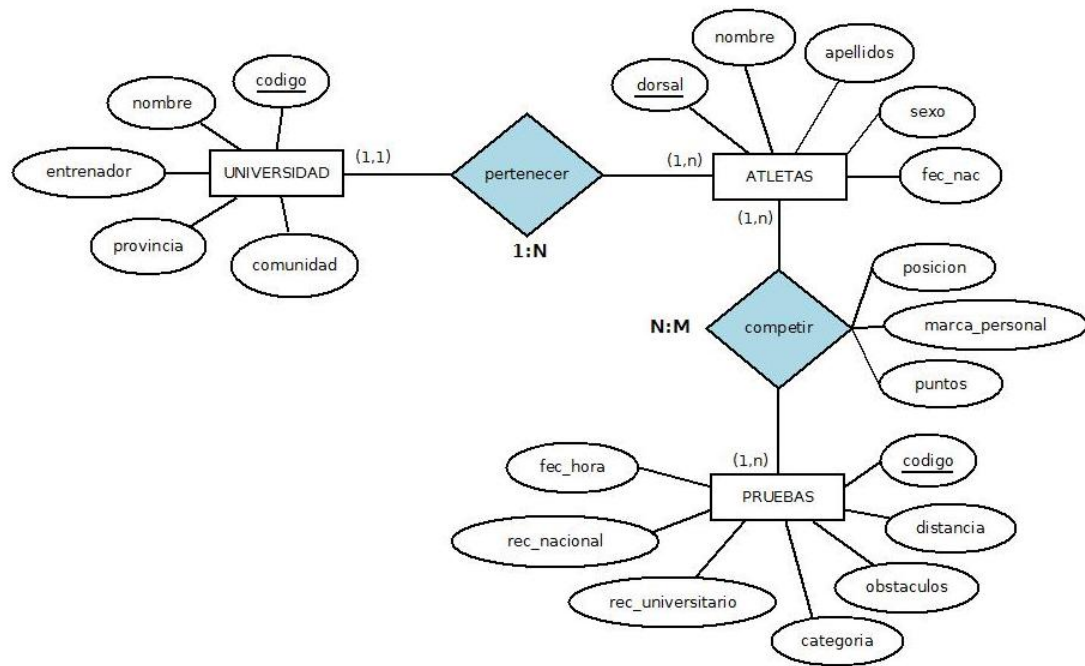 nombre
apellidos
codigo
dorsal
nombre
sexo
entrenador
UNIVERSIDAD
(1,1)
pertenecer
(1,n)
ATLETAS
fec_nac
(1,n)
provincia
comunidad
1:N
posicion
N:M
competir
marca_personal
puntos
(1,n)
codigo
fec_hora
PRUEBAS
distancia
rec_nacional
obstaculos
rec_universitario
categoria